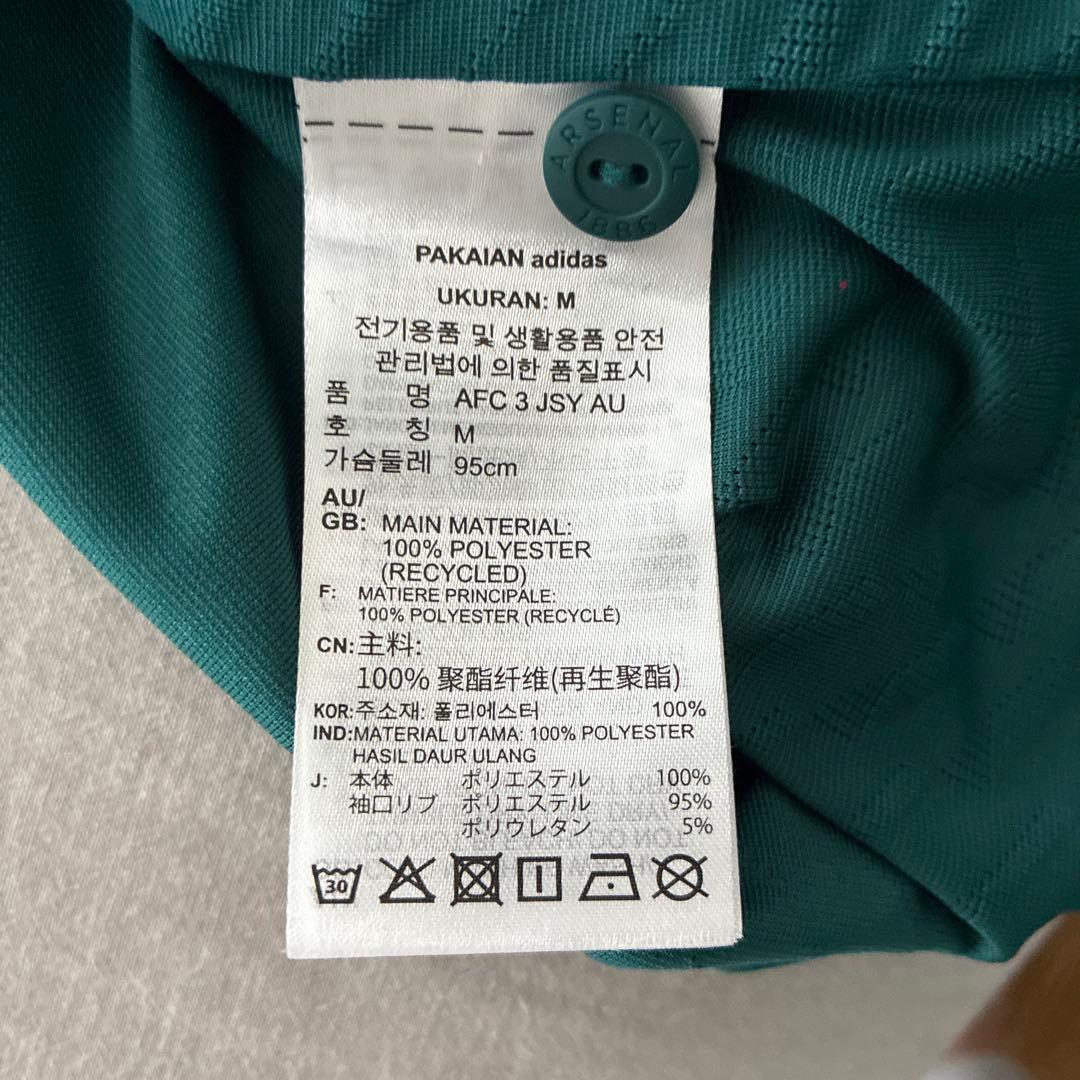 ARSENAL
1886
PAKAIAN adidas
UKURAN: M
전기용품 및 생활용품 안전
관리법에 의한 품질표시
품 명 AFC 3 JSY AU
호 칭 M
가슴둘레 95cm
AU/
GB: MAIN MATERIAL:
100% POLYESTER
(RECYCLED)
F: MATIERE PRINCIPALE:
100% POLYESTER (RECYCLÉ)
CN:主料:
100% 聚酯纤维(再生聚酯)
KOR:주소재: 폴리에스터 100%
IND:MATERIAL UTAMA: 100% POLYESTER
HASIL DAUR ULANG
J: 本体 ポリエステル 100%
袖口リブ ポリエステル 95%
ポリウレタン 5%
30